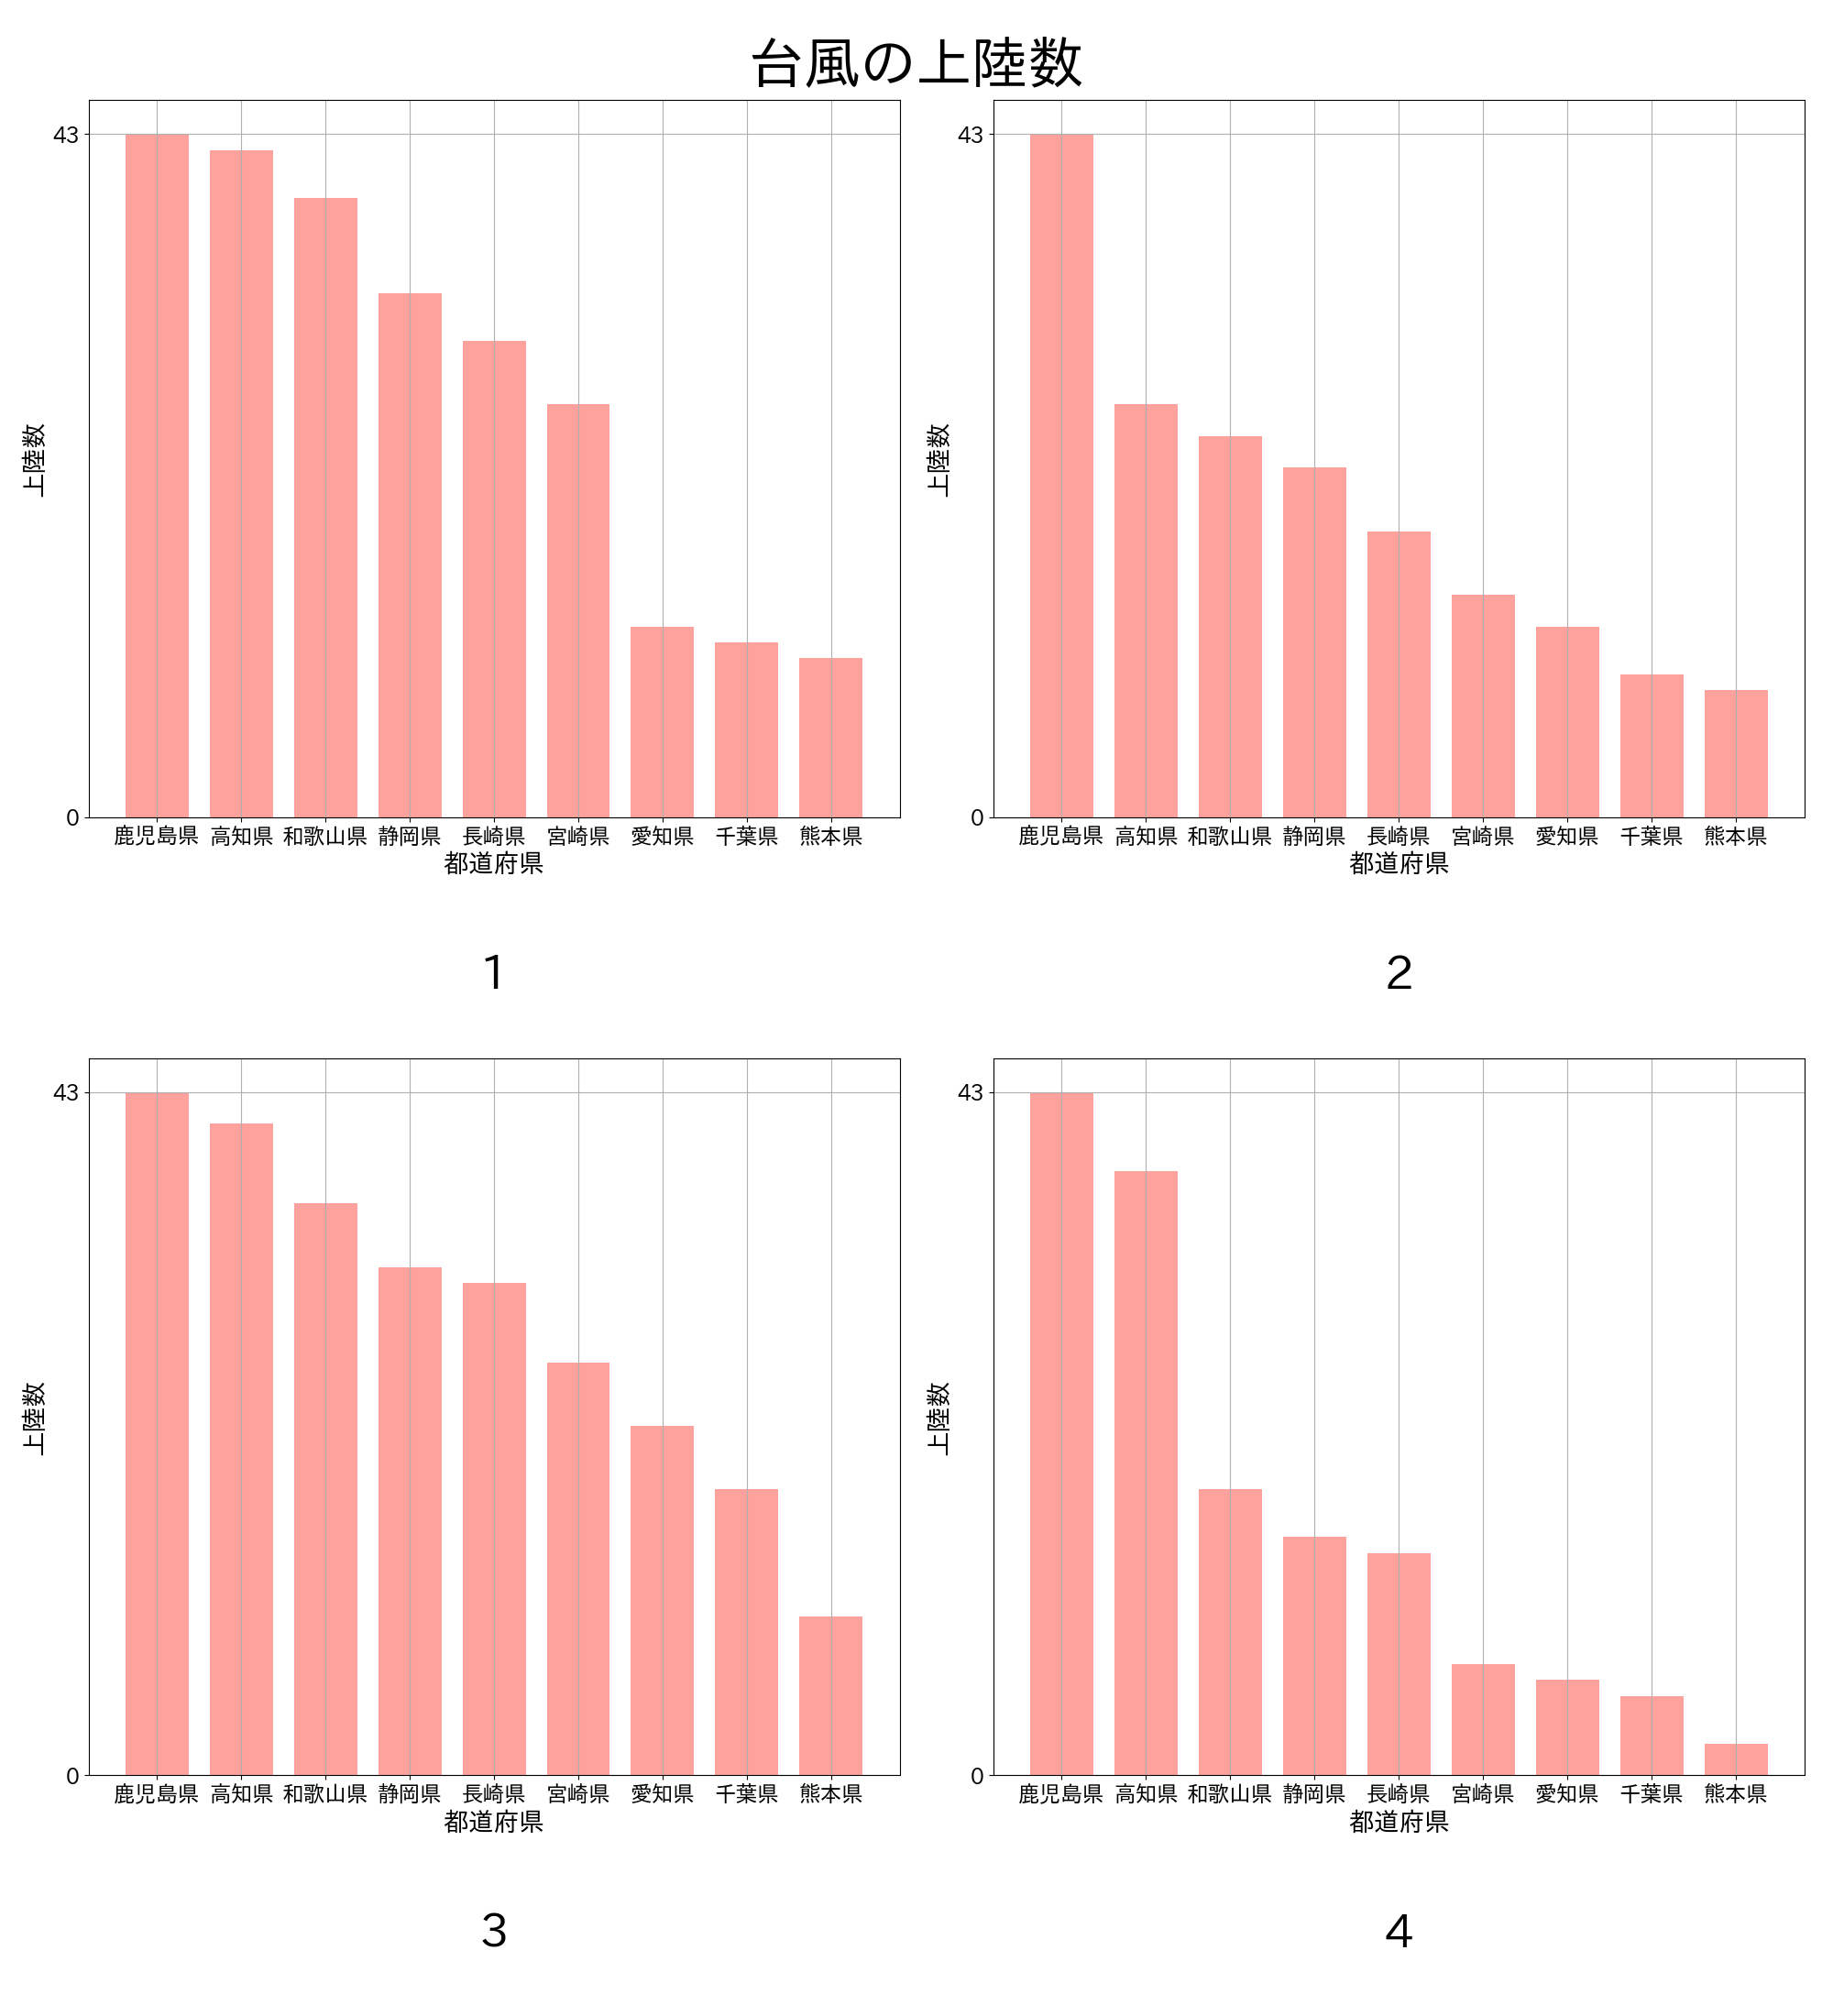 台風の上陸数
43
0
上陸数
鹿児島県 高知県 和歌山県 静岡県 長崎県 宮崎県 愛知県 千葉県 熊本県
都道府県
1
43
0
上陸数
鹿児島県 高知県 和歌山県 静岡県 長崎県 宮崎県 愛知県 千葉県 熊本県
都道府県
2
43
0
上陸数
鹿児島県 高知県 和歌山県 静岡県 長崎県 宮崎県 愛知県 千葉県 熊本県
都道府県
3
43
0
上陸数
鹿児島県 高知県 和歌山県 静岡県 長崎県 宮崎県 愛知県 千葉県 熊本県
都道府県
4